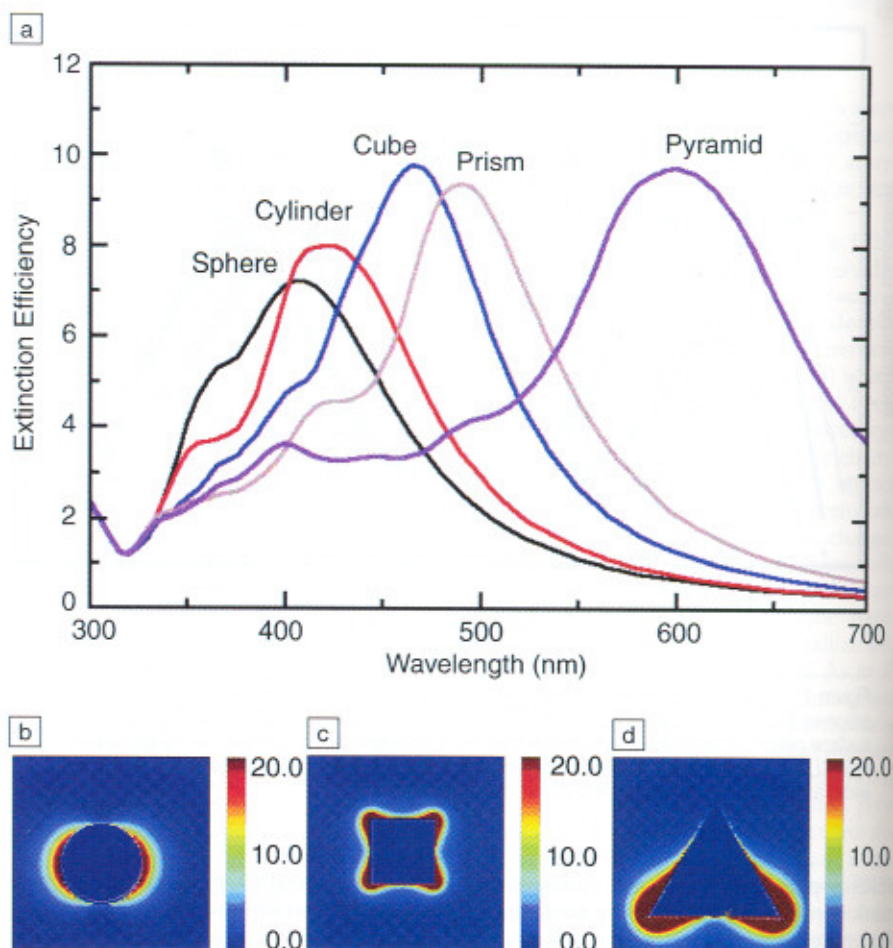 a
12
10
8
6
4
2
0
Extinction Efficiency
Sphere
Cylinder
Cube
Prism
Pyramid
300 400 500 600 700
Wavelength (nm)
b c d
20.0 20.0 20.0
10.0 10.0 10.0
0.0 0.0 0.0